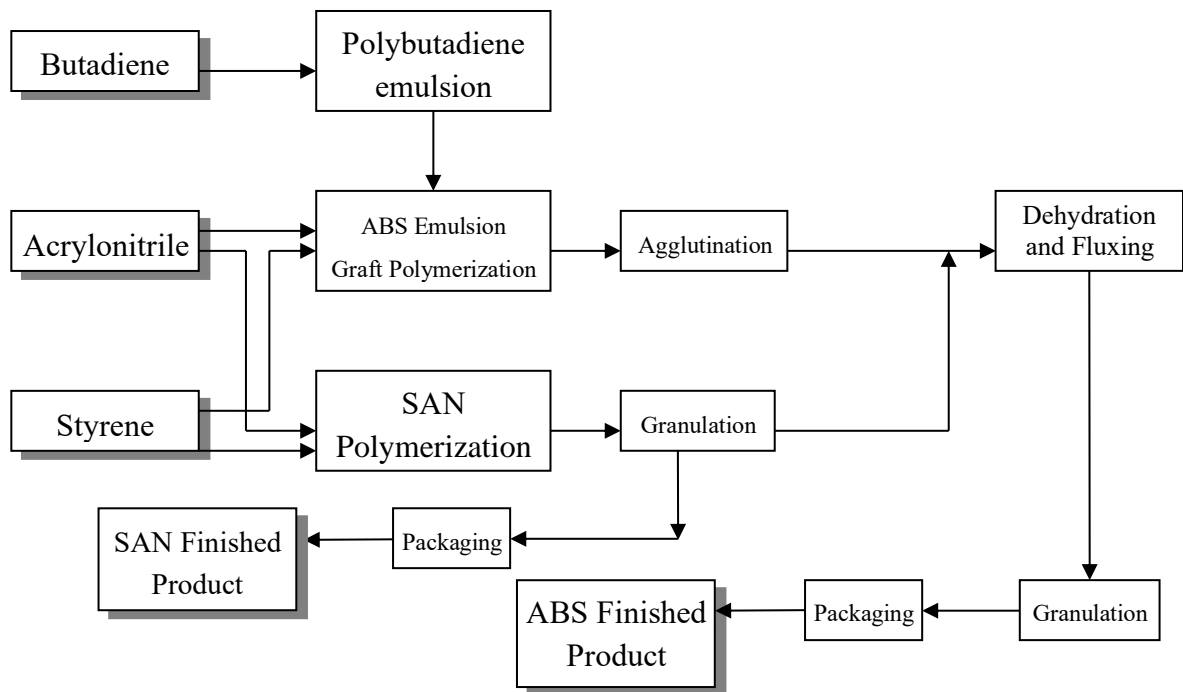 Butadiene
Polybutadiene
emulsion
Acrylonitrile
ABS Emulsion
Graft Polymerization
Agglutination
Dehydration
and Fluxing
Styrene
SAN
Polymerization
Granulation
SAN Finished
Product
Packaging
ABS Finished
Product
Packaging
Granulation